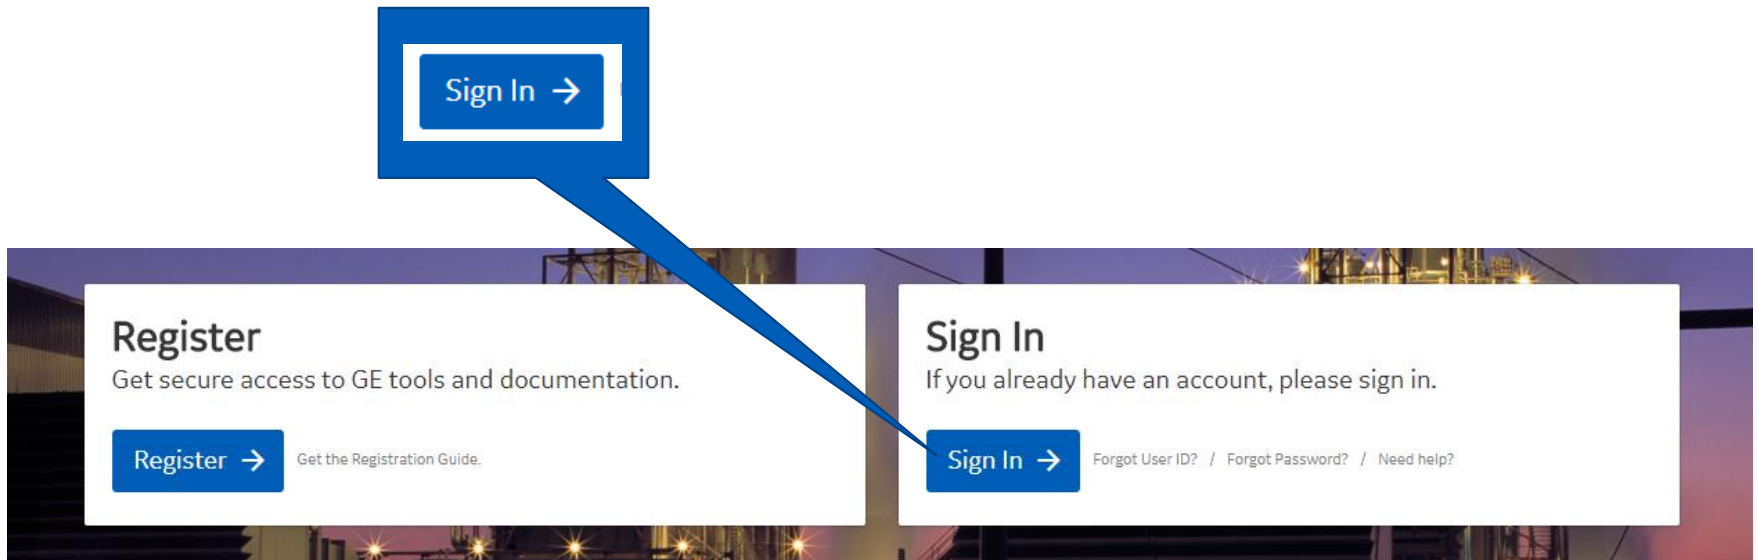 Sign In →
Register
Get secure access to GE tools and documentation.
Register → Get the Registration Guide.
Sign In
If you already have an account, please sign in.
Sign In → Forgot User ID? / Forgot Password? / Need help?